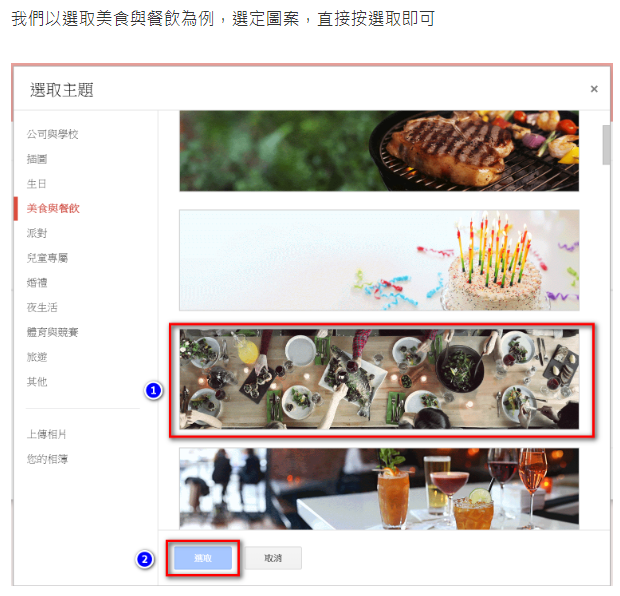 我們以選取美食與餐飲為例，選定圖案，直接按選取即可
選取主題
×
公司與學校
插圖
生日
美食與餐飲
派對
兒童專屬
婚禮
夜生活
體育與競賽
旅遊
其他
1
上傳相片
您的相簿
2
選取
取消